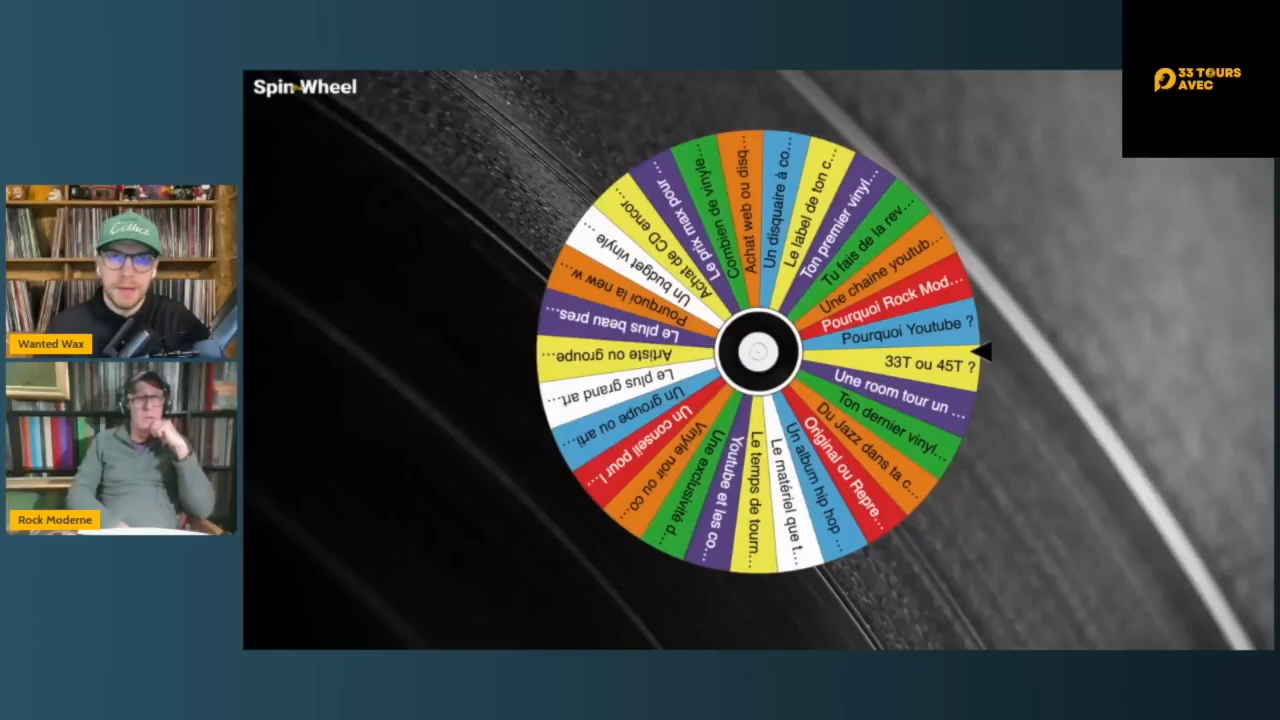 33 TOURS
AVEC
Spin Wheel
Wanted Wax
Rock Moderne
Un disquaire à co...
Le label de ton c...
Ton premier vinyl...
Tu fais de la rev...
Une chaine youtub...
Pourquoi Rock Mod...
Pourquoi Youtube ?
33T ou 45T ?
Une room tour un ...
Ton dernier vinyl...
Du Jazz dans ta c...
Original ou Repre...
Un album hip hop ...
Le matériel que t...
Le temps de tourn...
Youtube et les co...
Une exclusivité d...
Vinyle noir ou co...
Un conseil pour l...
Un groupe ou arti...
Le plus grand art...
Artiste ou groupe...
Le plus beau pres...
Pourquoi la new w...
Un budget vinyle ...
Achat de CD encor...
Le prix max pour ...
Combien de vinyle...
Achat web ou disq...